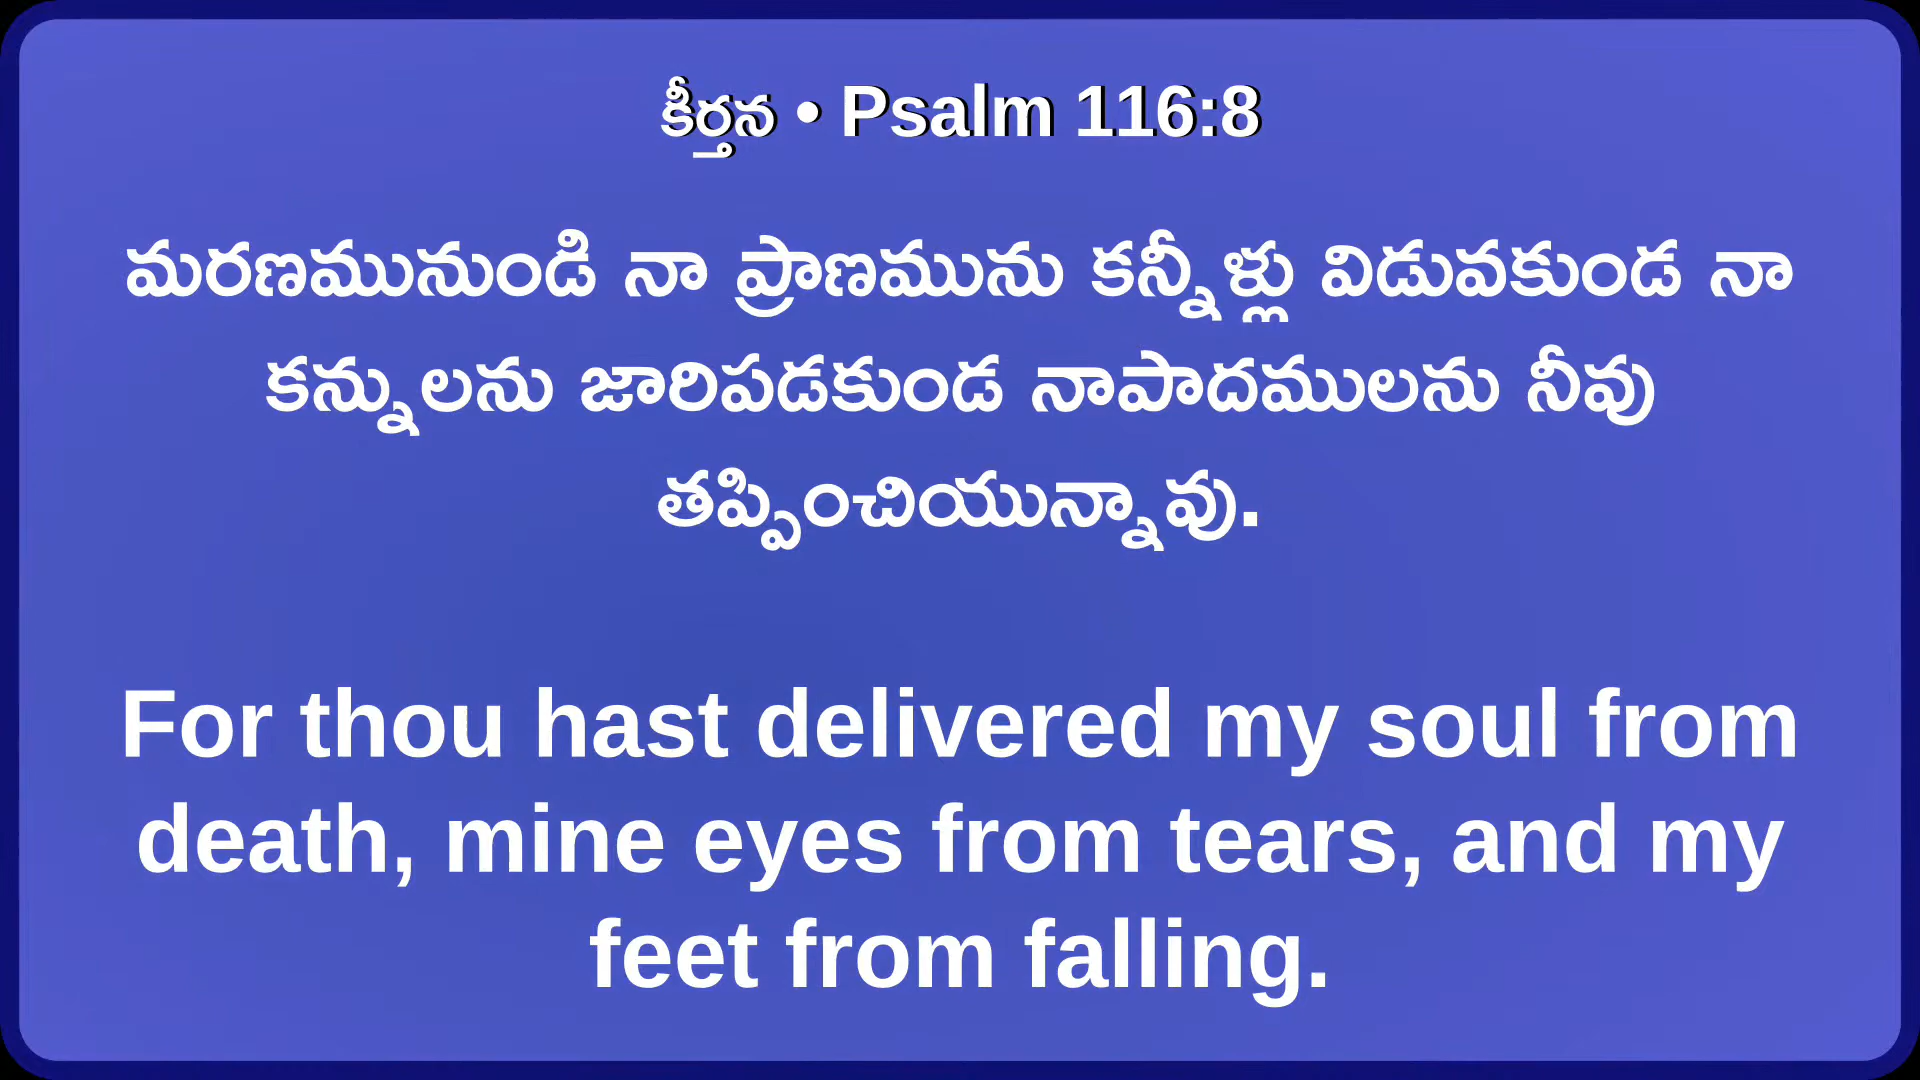 కీర్తన • Psalm 116:8
మరణమునుండి నా ప్రాణమును కన్నీళ్లు విడువకుండ నా
కన్నులను జారిపడకుండ నాపాదములను నీవు
తప్పించియున్నావు.
For thou hast delivered my soul from
death, mine eyes from tears, and my
feet from falling.